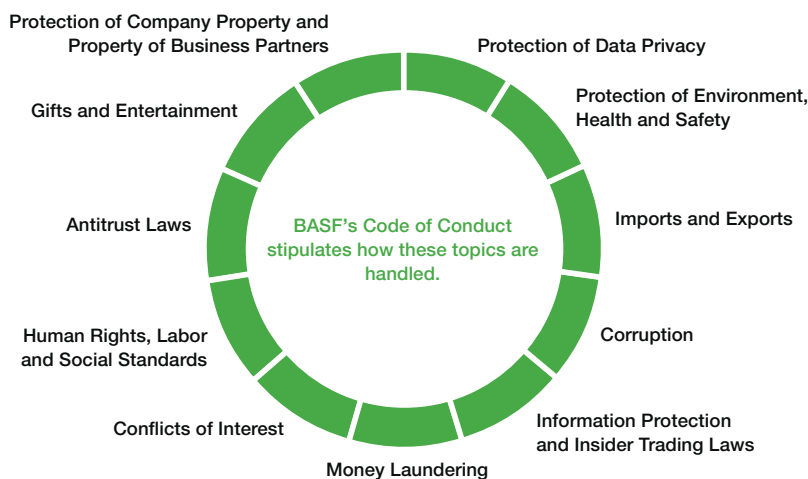 Protection of Company Property and
Property of Business Partners
Protection of Data Privacy
Protection of Environment,
Health and Safety
Gifts and Entertainment
Imports and Exports
Antitrust Laws
BASF's Code of Conduct
stipulates how these topics are
handled.
Corruption
Human Rights, Labor
and Social Standards
Information Protection
and Insider Trading Laws
Conflicts of Interest
Money Laundering